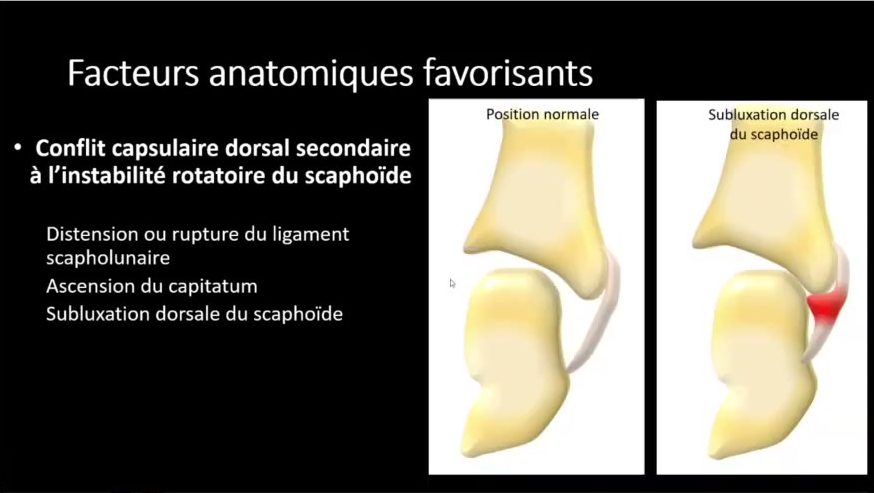 Facteurs anatomiques favorisants
• Conflit capsulaire dorsal secondaire
à l’instabilité rotatoire du scaphoïde
Distension ou rupture du ligament
scapholunaire
Ascension du capitatum
Subluxation dorsale du scaphoïde
Position normale
Subluxation dorsale
du scaphoïde